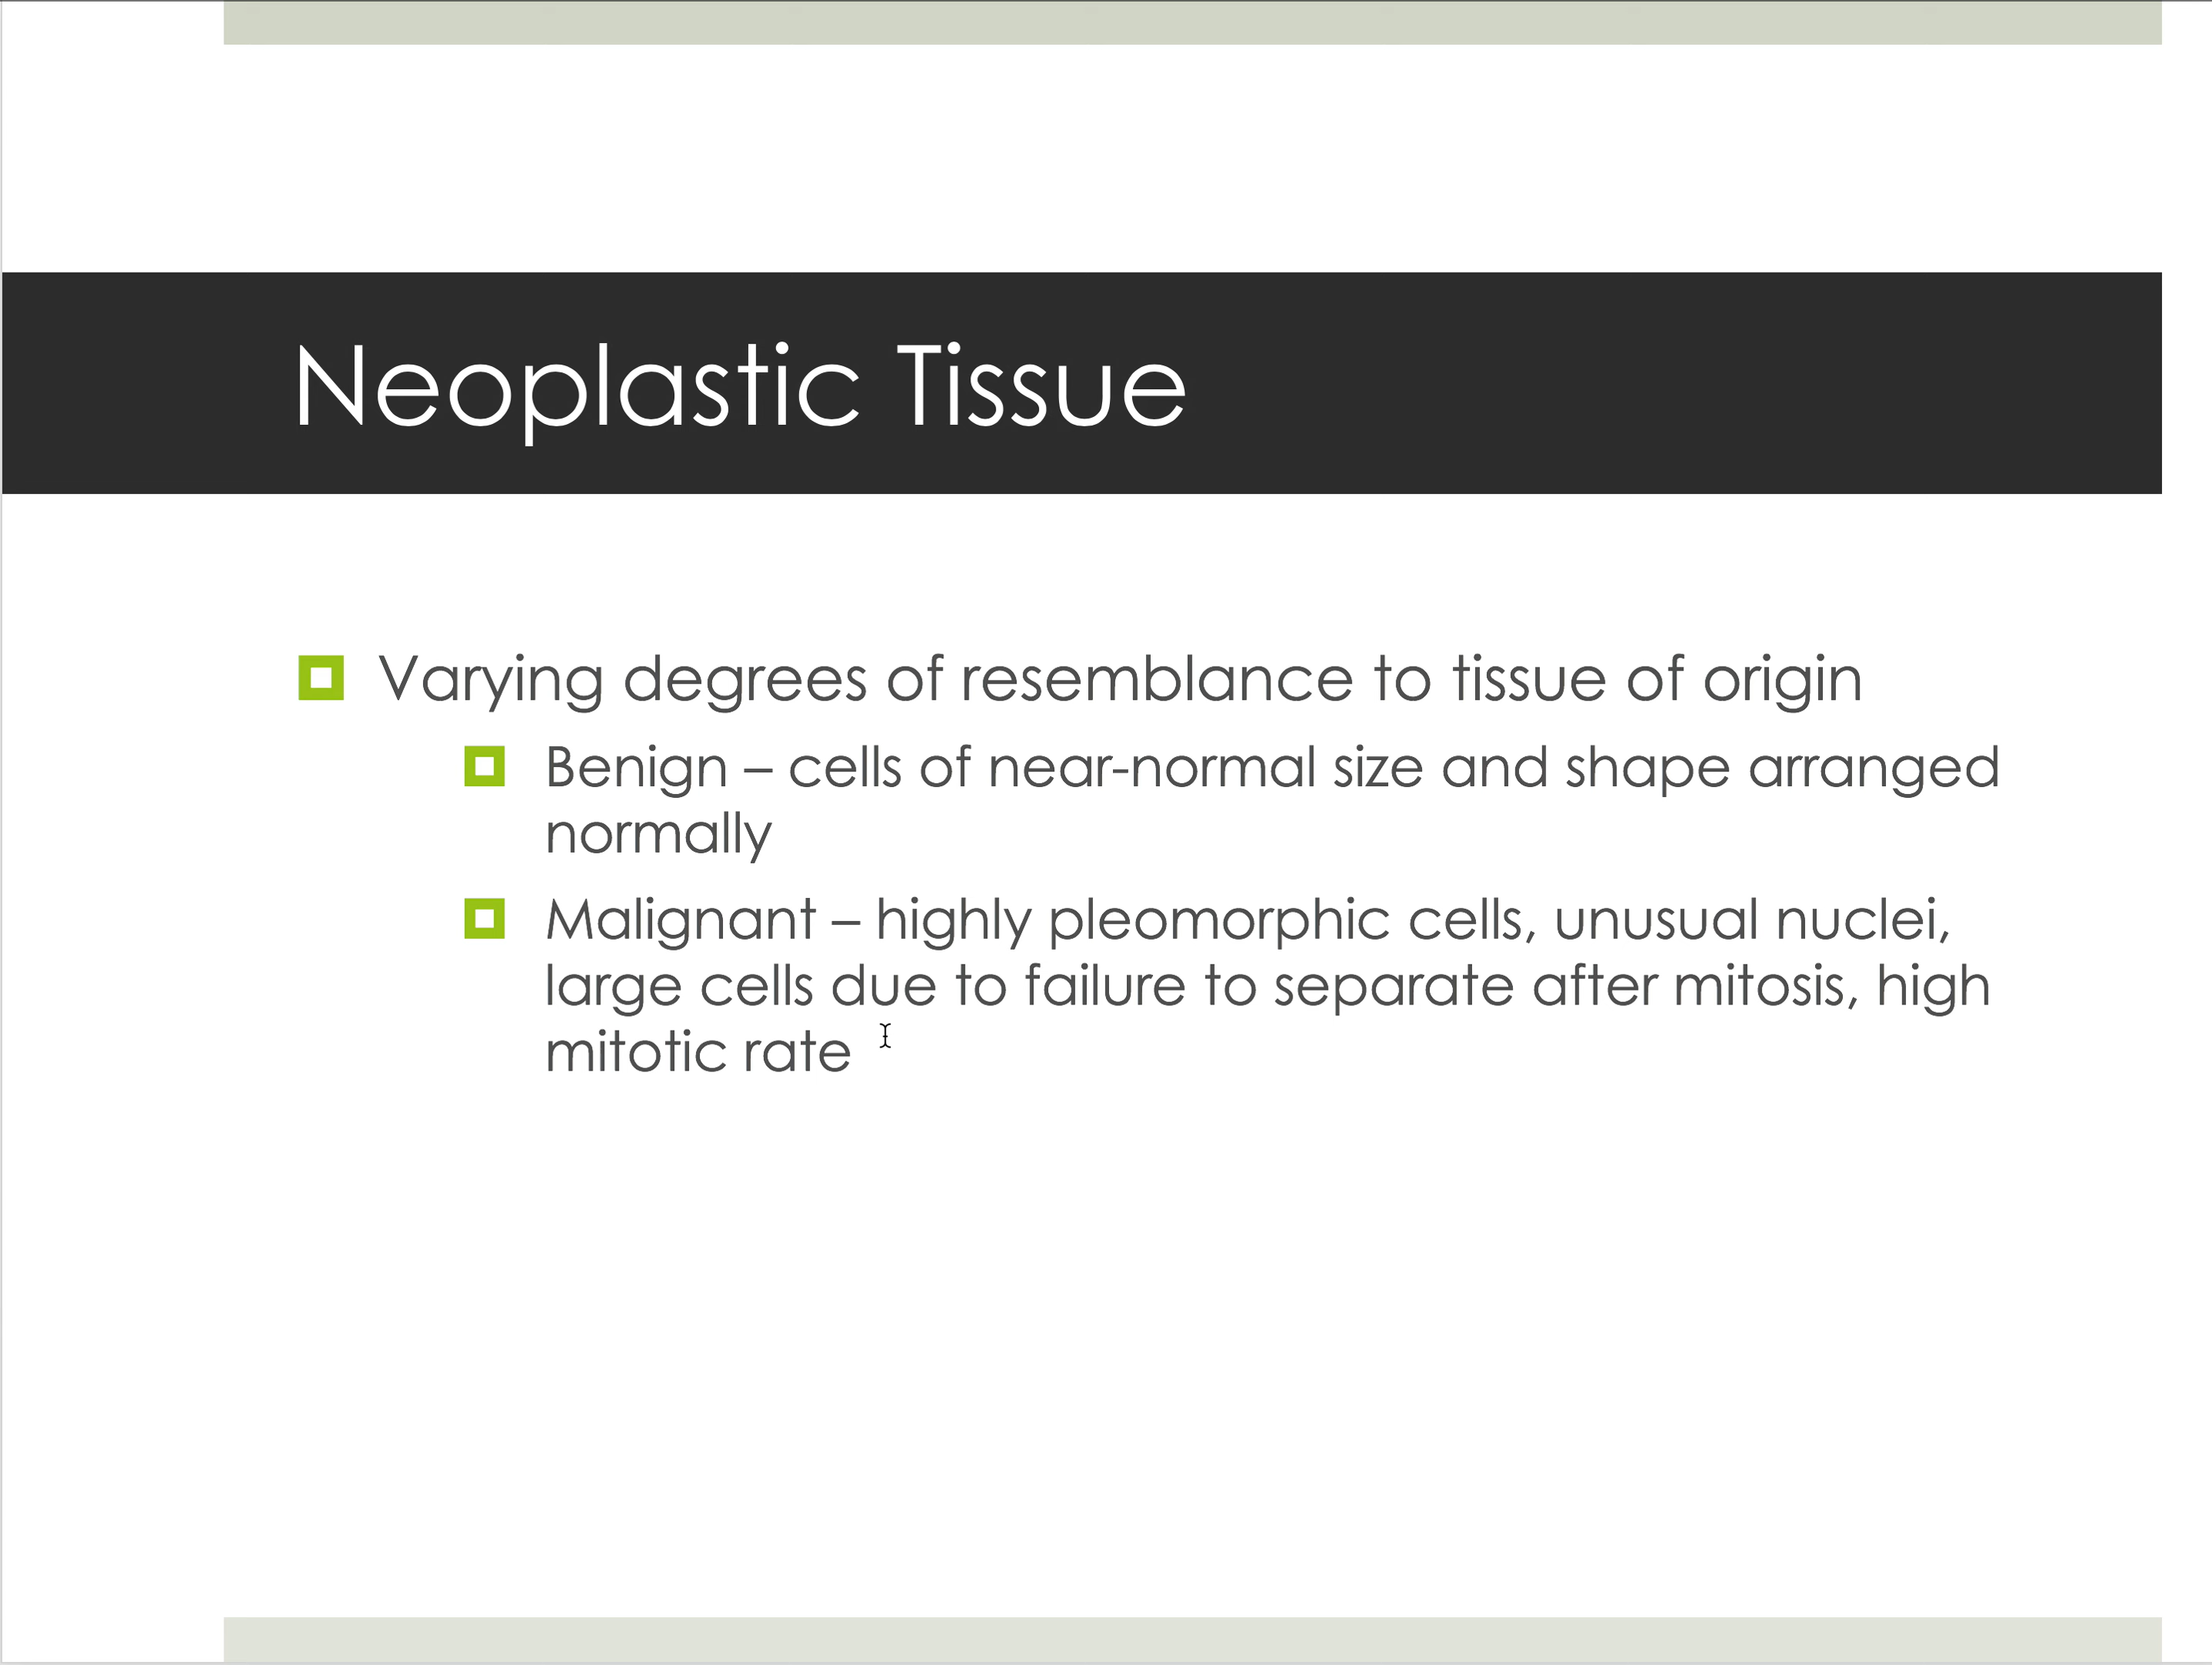 Neoplastic Tissue
Varying degrees of resemblance to tissue of origin
Benign – cells of near-normal size and shape arranged
normally
Malignant – highly pleomorphic cells, unusual nuclei,
large cells due to failure to separate after mitosis, high
mitotic rate